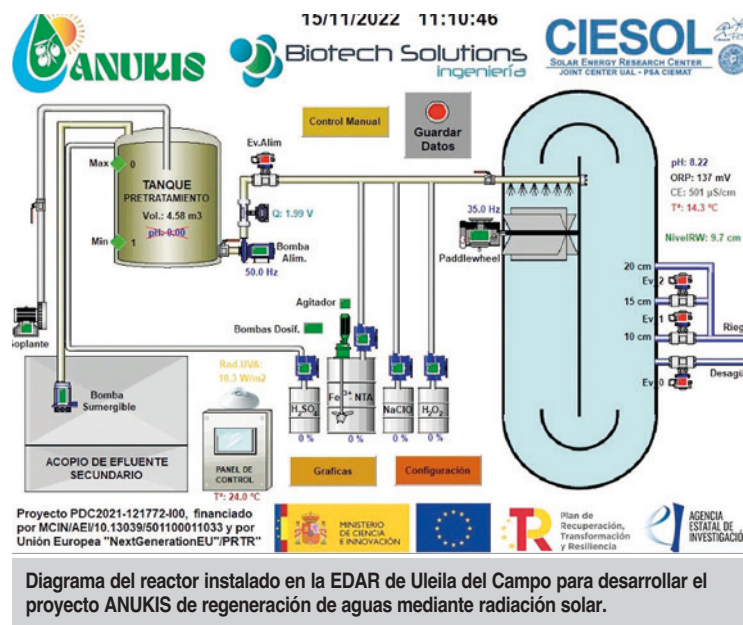 15/11/2022 11:10:46
ANUKIS
Biotech Solutions
ingeniería
CIESOL
SOLAR ENERGY RESEARCH CENTER
JOINT CENTER UAL - PSA CIEMAT
Control Manual
Guardar
Datos
Ev.Alim
Max
0
TANQUE
PRETRATAMIENTO
Vol.: 4.58 m3
pH: 0.00
Min
1
Q: 1.99 V
Bomba
Alim.
50.0 Hz
35.0 Hz
Paddlewheel
pH: 8.22
ORP: 137 mV
CE: 501 µS/cm
Tª: 14.3 ºC
NivelRW: 9.7 cm
20 cm
Ev 2
15 cm
Ev 1
Rieg
10 cm
Desagü
Ev 0
Agitador
Bombas Dosif.
oplante
Rad.UVA:
10.3 W/m2
Bomba
Sumergible
H2SO4
Fe3+-NTA
NaClO
H2O2
0 %
0 %
0 %
0 %
PANEL DE
CONTROL
Tª: 24.0 ºC
ACOPIO DE EFLUENTE
SECUNDARIO
Graficas
Configuración
Proyecto PDC2021-121772-I00, financiado
por MCIN/AEI/10.13039/501100011033 y por
Unión Europea "NextGenerationEU"/PRTR"
MINISTERIO
DE CIENCIA
E INNOVACIÓN
Plan de
Recuperación,
Transformación
y Resiliencia
AGENCIA
ESTATAL DE
INVESTIGACIÓ
Diagrama del reactor instalado en la EDAR de Uleila del Campo para desarrollar el
proyecto ANUKIS de regeneración de aguas mediante radiación solar.